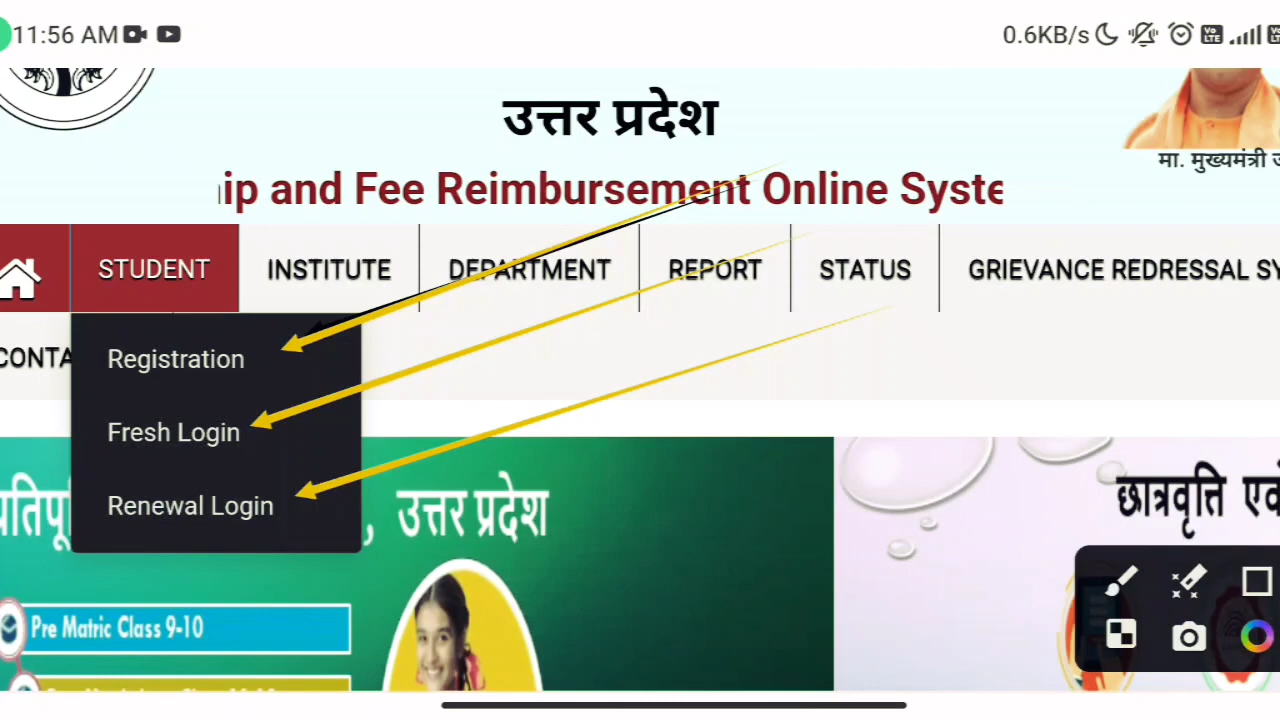 11:56 AM
0.6KB/s
उत्तर प्रदेश
मा. मुख्यमंत्री
ip and Fee Reimbursement Online Syste
STUDENT INSTITUTE DEPARTMENT REPORT STATUS GRIEVANCE REDRESSAL SY
CONTA
Registration
Fresh Login
Renewal Login
प्रतिपू , उत्तर प्रदेश
छात्रवृत्ति एवं
Pre Matric Class 9-10